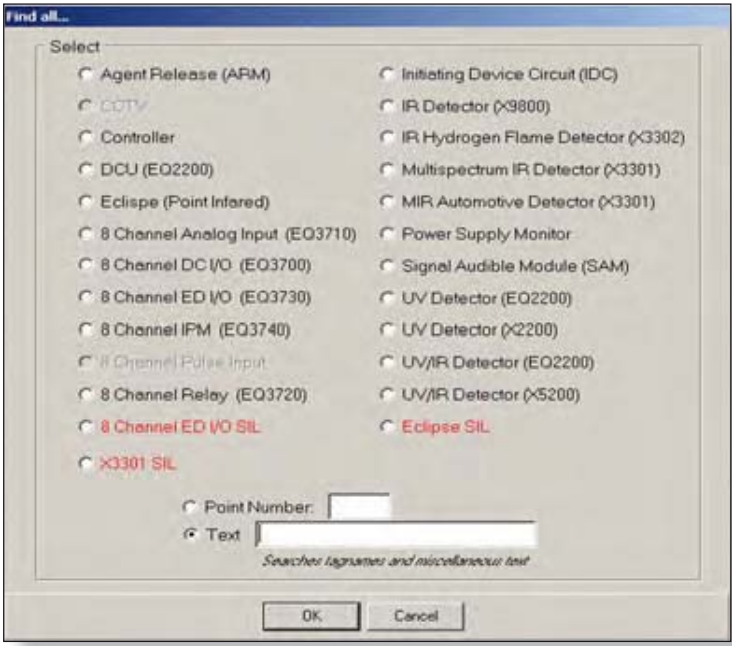 Find all...
Select
Agent Release (ARM)
COTV
Controller
DCU (EQ2200)
Eclispe (Point Infared)
8 Channel Analog Input (EQ3710)
8 Channel DC I/O (EQ3700)
8 Channel ED I/O (EQ3730)
8 Channel IPM (EQ3740)
8 Channel Pulse Input
8 Channel Relay (EQ3720)
8 Channel ED I/O SIL
X3301 SIL
Initiating Device Circuit (IDC)
IR Detector (X9800)
IR Hydrogen Flame Detector (X3302)
Multispectrum IR Detector (X3301)
MIR Automotive Detector (X3301)
Power Supply Monitor
Signal Audible Module (SAM)
UV Detector (EQ2200)
UV Detector (X2200)
UV/IR Detector (EQ2200)
UV/IR Detector (X5200)
Eclipse SIL
Point Number:
Text
Searches tagnames and miscellaneous text
OK
Cancel